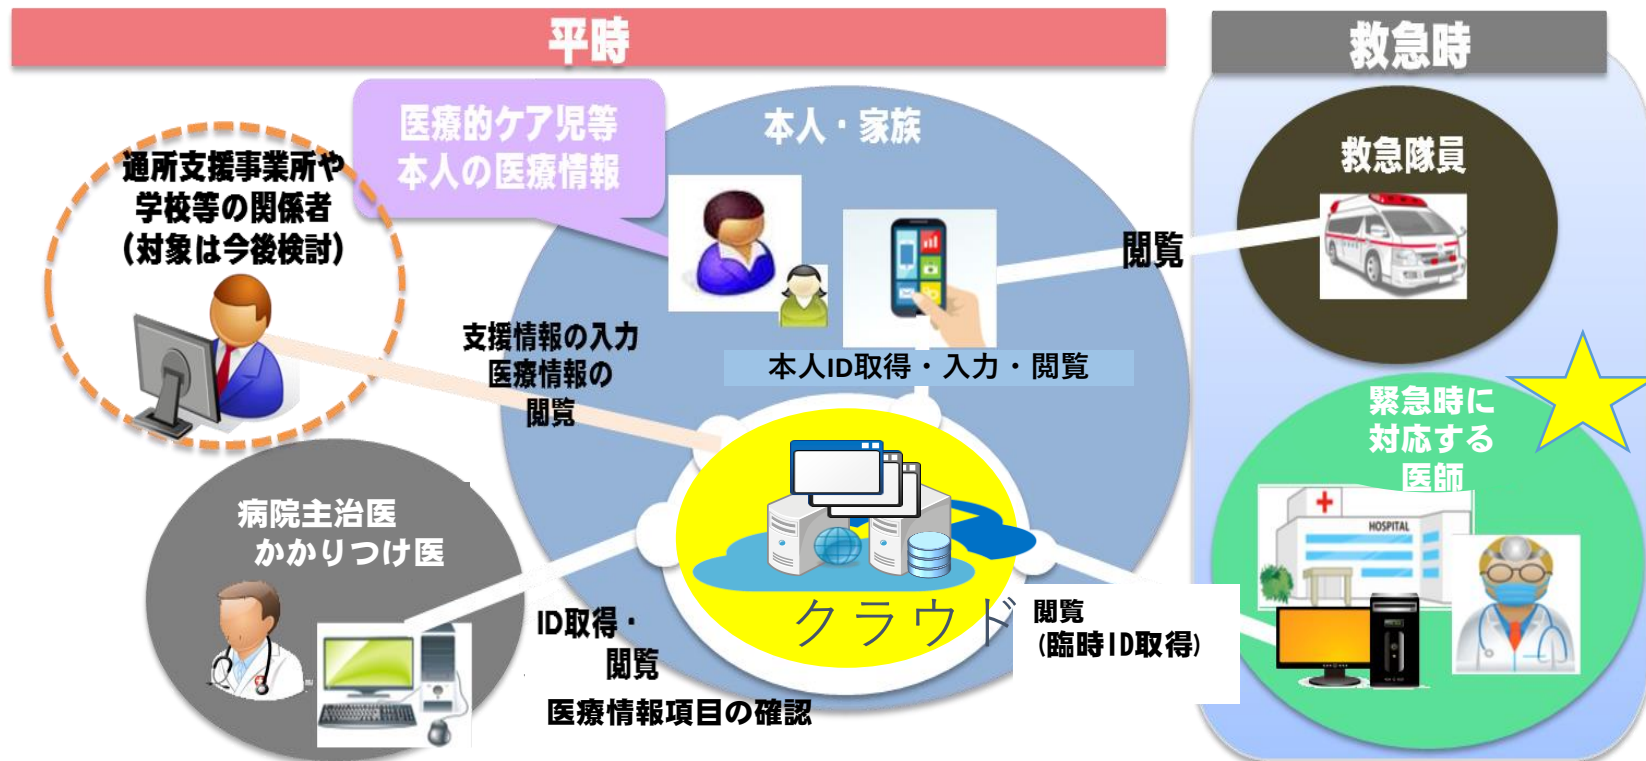 平時
救急時
医療的ケア児等
本人の医療情報
本人・家族
通所支援事業所や
学校等の関係者
（対象は今後検討）
救急隊員
閲覧
支援情報の入力
医療情報の
閲覧
本人ID取得・入力・閲覧
緊急時に
対応する
医師
HOSPITAL
病院主治医
かかりつけ医
クラウド
ID取得・
閲覧
医療情報項目の確認
閲覧
(臨時ID取得)